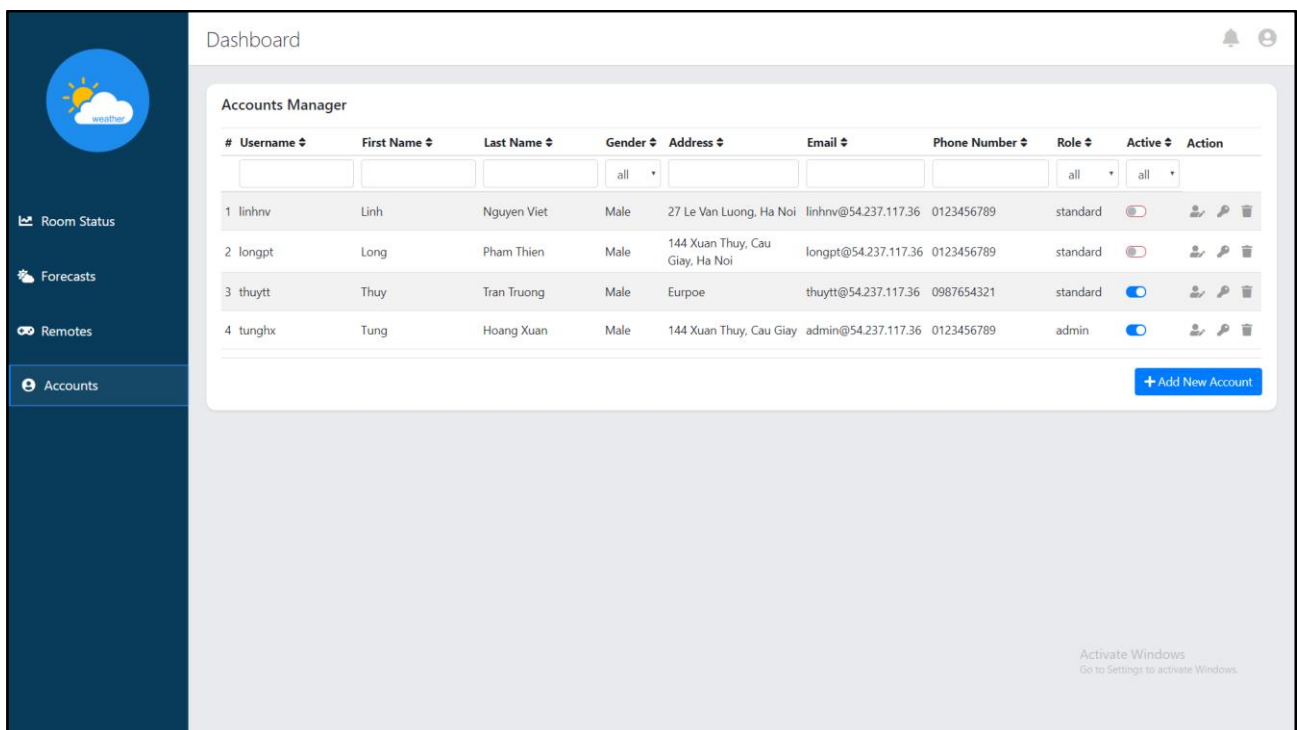 Dashboard
weather
Room Status
Forecasts
Remotes
Accounts
Accounts Manager
# Username First Name Last Name Gender Address Email Phone Number Role Active Action
all all all
1 linhnv Linh Nguyen Viet Male 27 Le Van Luong, Ha Noi linhnv@54.237.117.36 0123456789 standard
2 longpt Long Pham Thien Male 144 Xuan Thuy, Cau Giay, Ha Noi longpt@54.237.117.36 0123456789 standard
3 thuytt Thuy Tran Truong Male Eurpoe thuytt@54.237.117.36 0987654321 standard
4 tunghx Tung Hoang Xuan Male 144 Xuan Thuy, Cau Giay admin@54.237.117.36 0123456789 admin
+ Add New Account
Activate Windows
Go to Settings to activate Windows.